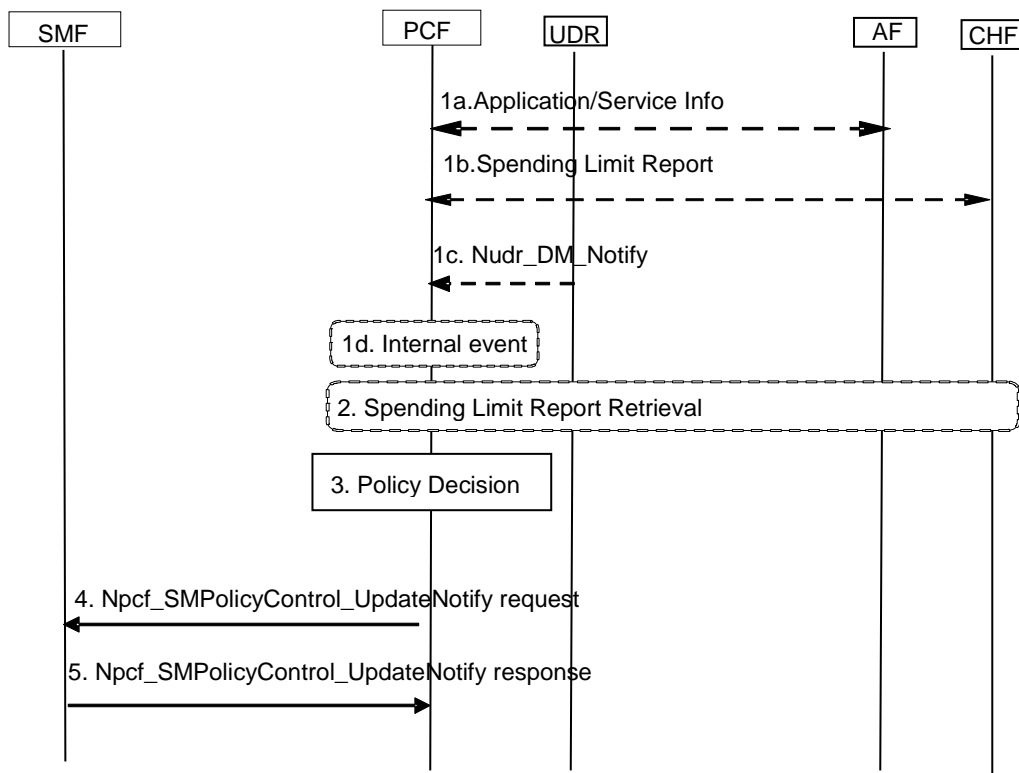 SMF
PCF
UDR
AF
CHF
1a.Application/Service Info
1b.Spending Limit Report
1c. Nudr_DM_Notify
1d. Internal event
2. Spending Limit Report Retrieval
3. Policy Decision
4. Npcf_SMPolicyControl_UpdateNotify request
5. Npcf_SMPolicyControl_UpdateNotify response